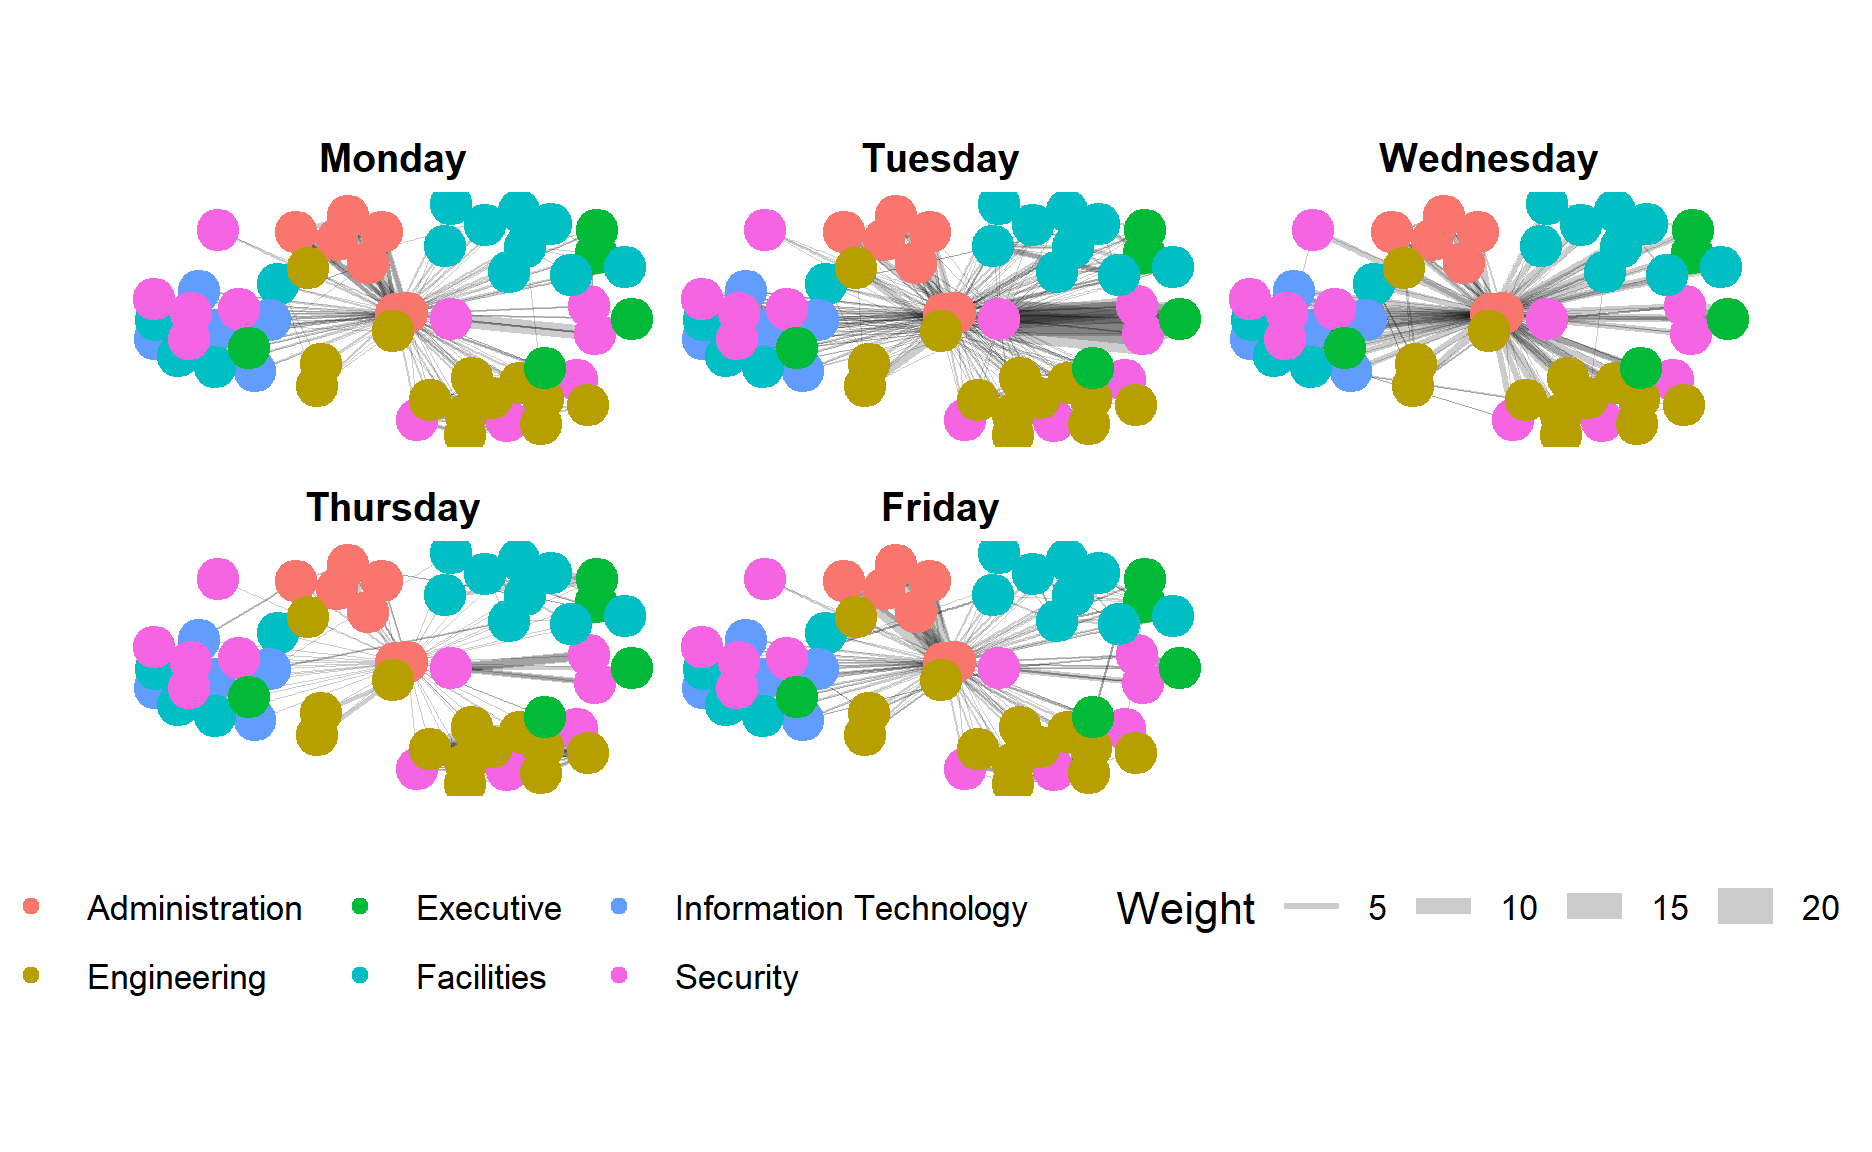 Monday
Tuesday
Wednesday
Thursday
Friday
Administration
Executive
Information Technology
Weight
5
10
15
20
Engineering
Facilities
Security